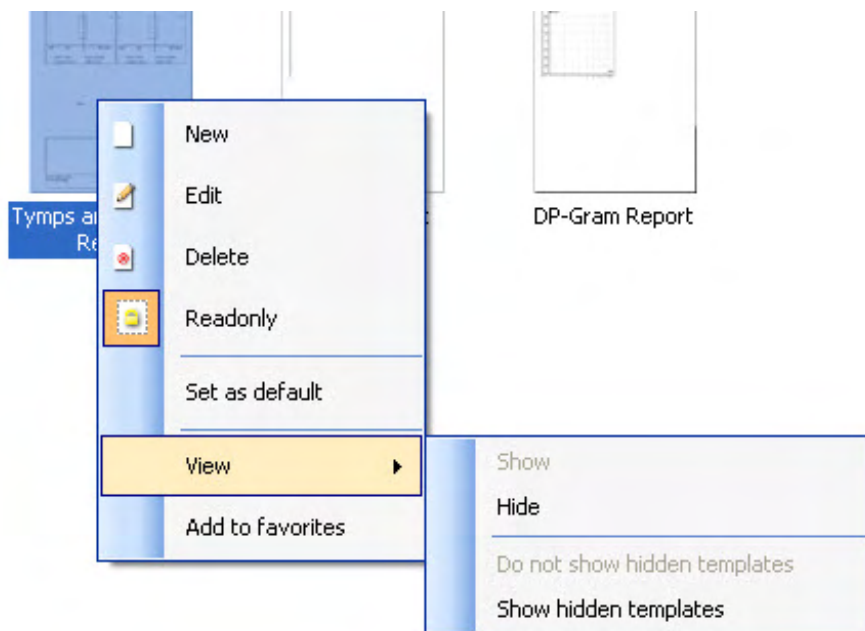 New
Edit
Tymps a
DP-Gram Report
Re
Delete
Readonly
Set as default
View
Show
Hide
Add to favorites
Do not show hidden templates
Show hidden templates